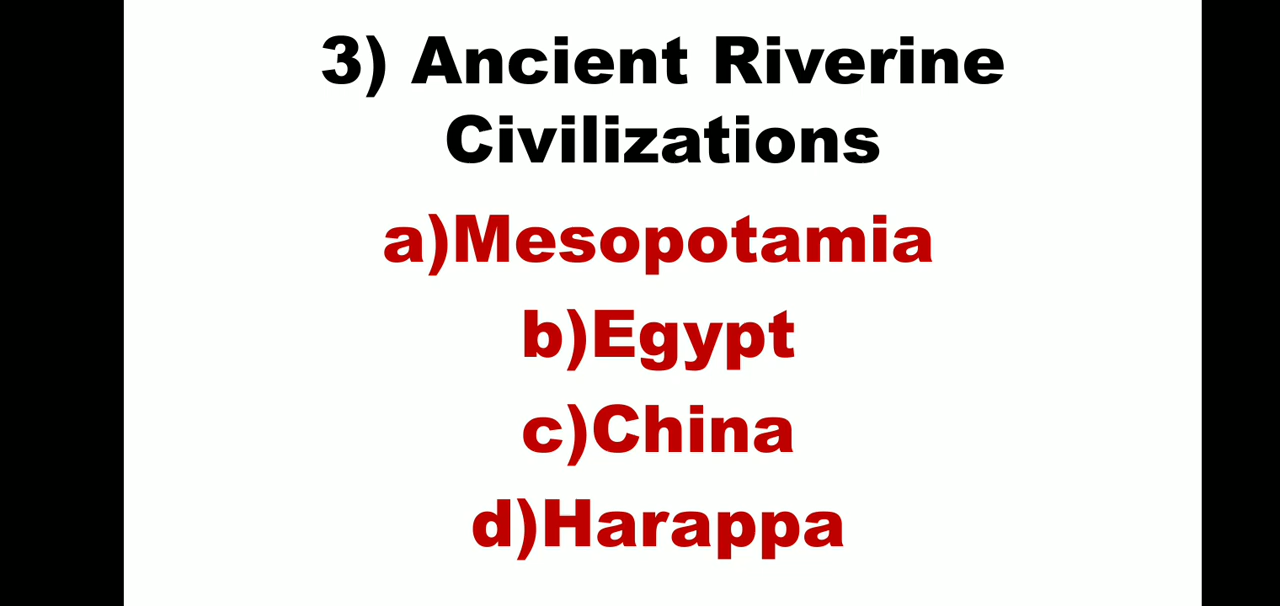 3) Ancient Riverine
Civilizations
a)Mesopotamia
b)Egypt
c)China
d)Harappa